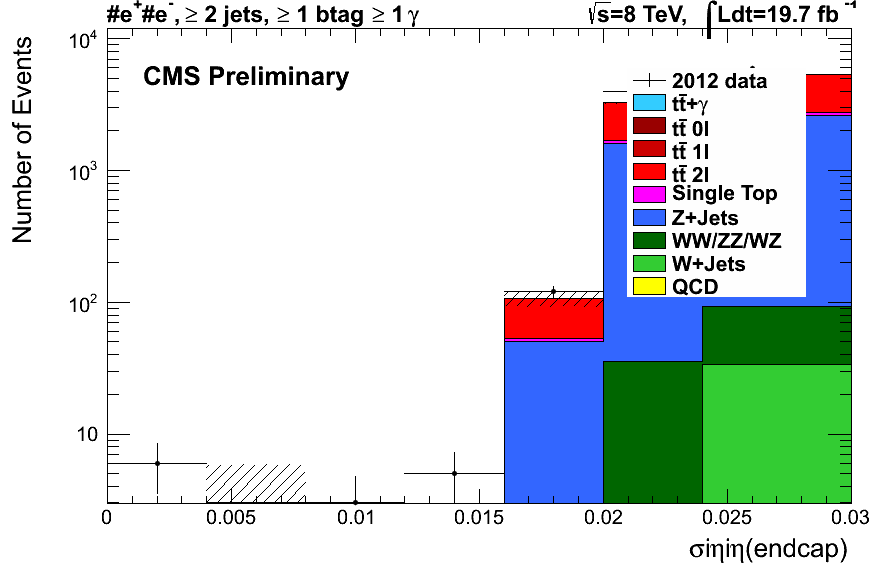 #e⁺#e⁻, ≥ 2 jets, ≥ 1 btag ≥ 1 γ
√s=8 TeV, ∫Ldt=19.7 fb⁻¹
CMS Preliminary
2012 data
tt̄+γ
tt̄ 0l
tt̄ 1l
tt̄ 2l
Single Top
Z+Jets
WW/ZZ/WZ
W+Jets
QCD
Number of Events
10⁴
10³
10²
10
0 0.005 0.01 0.015 0.02 0.025 0.03
σiηiη(endcap)